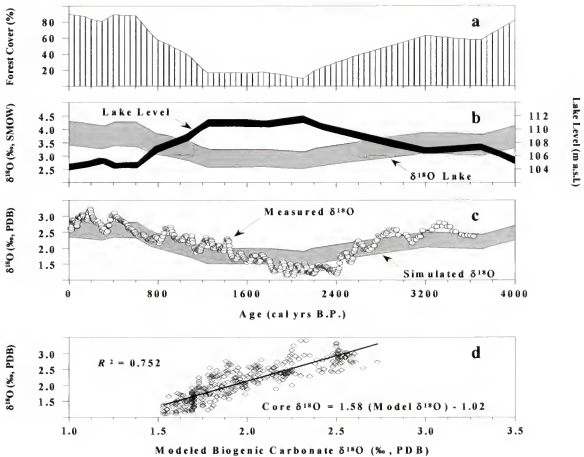 Forest Cover (%)
80
60
40
20
a
δ¹⁸O (‰, SMOW)
4.5
4.0
3.5
3.0
2.5
Lake Level
b
δ¹⁸O Lake
112
110
108
106
104
Lake Level (m a.s.l.)
δ¹⁸O (‰, PDB)
3.0
2.5
2.0
1.5
Measured δ¹⁸O
c
Simulated δ¹⁸O
0 800 1600 2400 3200 4000
Age (cal yrs B.P.)
δ¹⁸O (‰, PDB)
3.0
2.5
2.0
1.5
R² = 0.752
d
Core δ¹⁸O = 1.58 (Model δ¹⁸O) - 1.02
1.0 1.5 2.0 2.5 3.0 3.5
Modeled Biogenic Carbonate δ¹⁸O (‰, PDB)